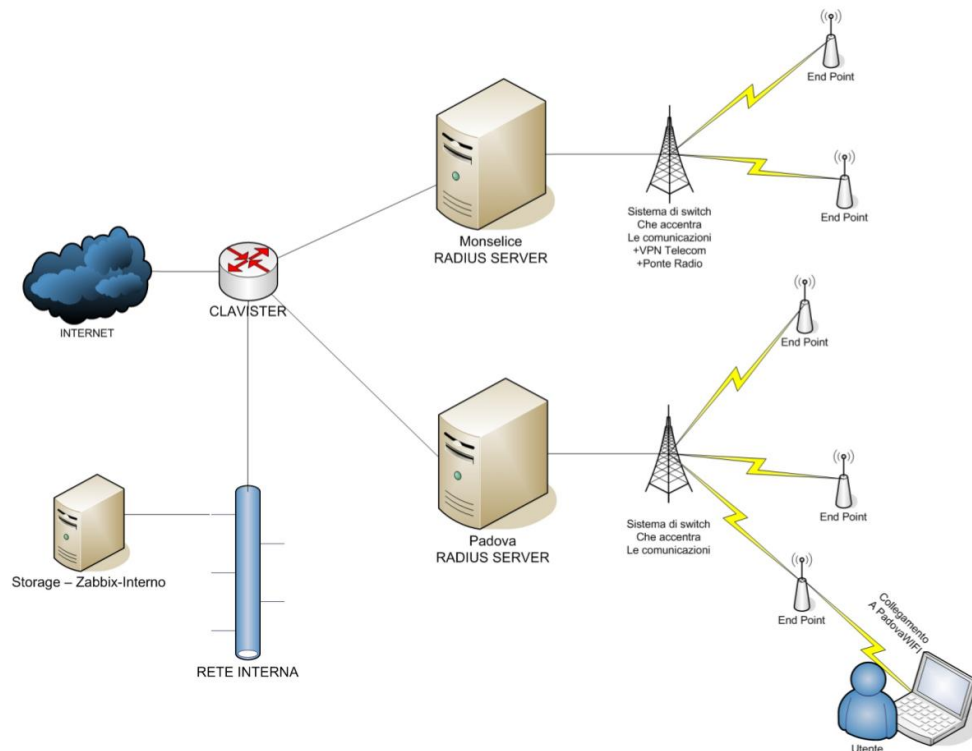 End Point
End Point
Sistema di switch
Che accentra
Le comunicazioni
+VPN Telecom
+Ponte Radio
Monselice
RADIUS SERVER
CLAVISTER
INTERNET
End Point
End Point
Sistema di switch
Che accentra
Le comunicazioni
Padova
RADIUS SERVER
Storage – Zabbix-Interno
RETE INTERNA
End Point
Collegamento
A PadovaWIFI
Utente